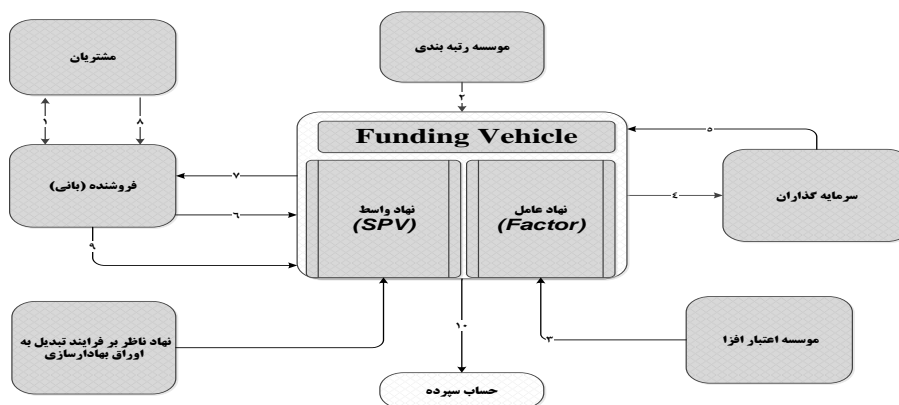 موسسه رتبه بندی
مشتریان
۲
۱
۸
Funding Vehicle
۵
۷
۴
فروشنده (بانی)
نهاد واسط
(SPV)
نهاد عامل
(Factor)
سرمایه گذاران
۶
۹
نهاد ناظر بر فرایند تبدیل به
اوراق بهادارسازی
۱۰
۳
موسسه اعتبار افزا
حساب سپرده